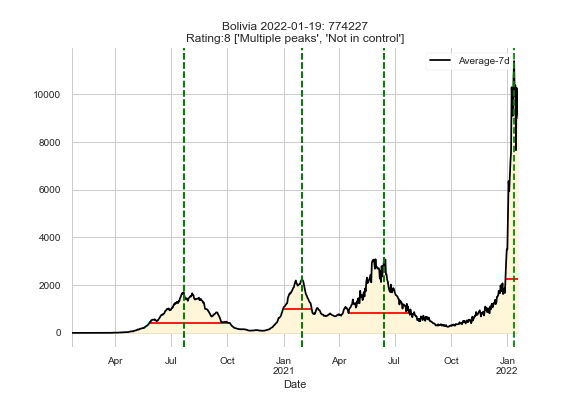 Bolivia 2022-01-19: 774227
Rating:8 ['Multiple peaks', 'Not in control']
Average-7d
10000
8000
6000
4000
2000
0
Apr Jul Oct Jan Apr Jul Oct Jan
2021 2022
Date